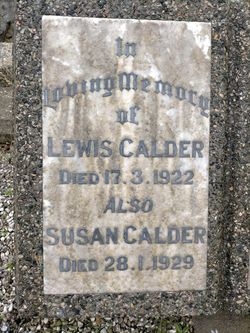 In
Loving Memory
of
LEWIS CALDER
DIED 17.3.1922
ALSO
SUSAN CALDER
DIED 28.1.1929